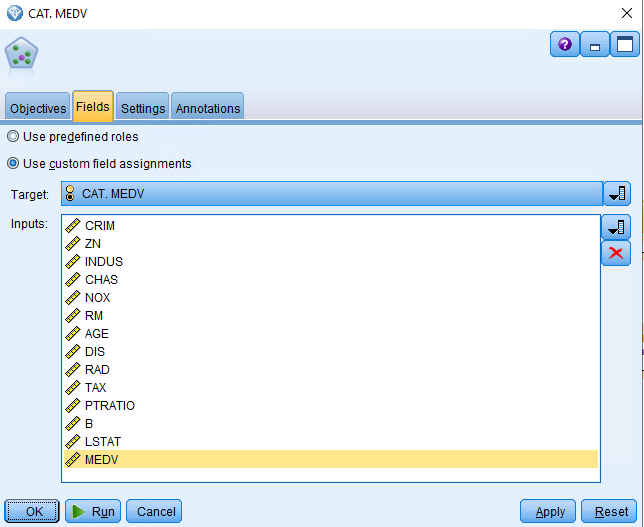 CAT. MEDV
?
Objectives Fields Settings Annotations
Use predefined roles
Use custom field assignments
Target: CAT. MEDV
Inputs: CRIM
ZN
INDUS
CHAS
NOX
RM
AGE
DIS
RAD
TAX
PTRATIO
B
LSTAT
MEDV
OK Run Cancel Apply Reset